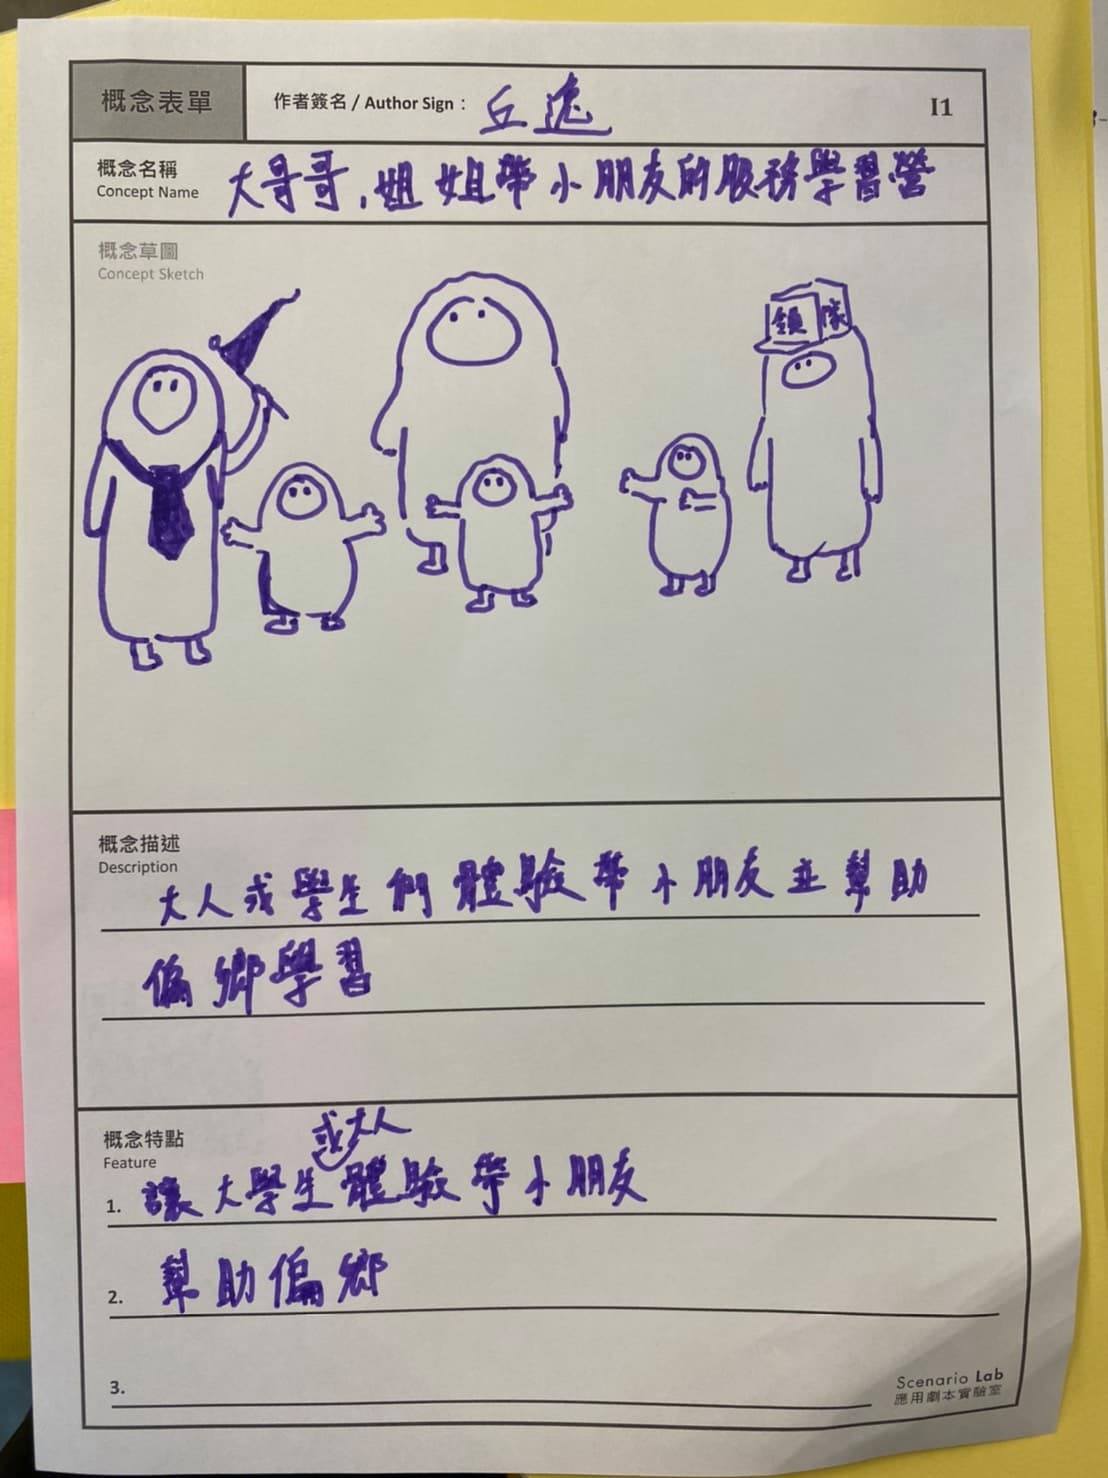 概念表單
作者簽名 / Author Sign： 丘
I1
概念名稱
Concept Name
大哥哥,姐姐帶小朋友的服務學習營
概念草圖
Concept Sketch
領隊
概念描述
Description
大人或學生們體驗帶小朋友並幫助
偏鄉學習
概念特點
Feature
或大人
1. 讓大學生體驗帶小朋友
2. 幫助偏鄉
3.
Scenario Lab
應用劇本實驗室